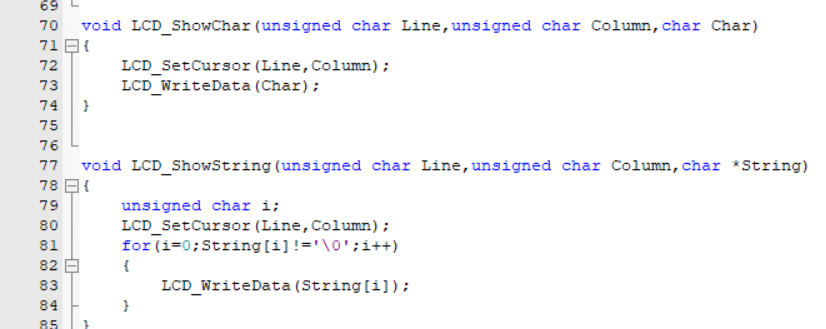 69
70 void LCD_ShowChar(unsigned char Line,unsigned char Column,char Char)
71 {
72     LCD_SetCursor(Line,Column);
73     LCD_WriteData(Char);
74 }
75
76
77 void LCD_ShowString(unsigned char Line,unsigned char Column,char *String)
78 {
79     unsigned char i;
80     LCD_SetCursor(Line,Column);
81     for(i=0;String[i]!='\0';i++)
82     {
83         LCD_WriteData(String[i]);
84     }
85 }